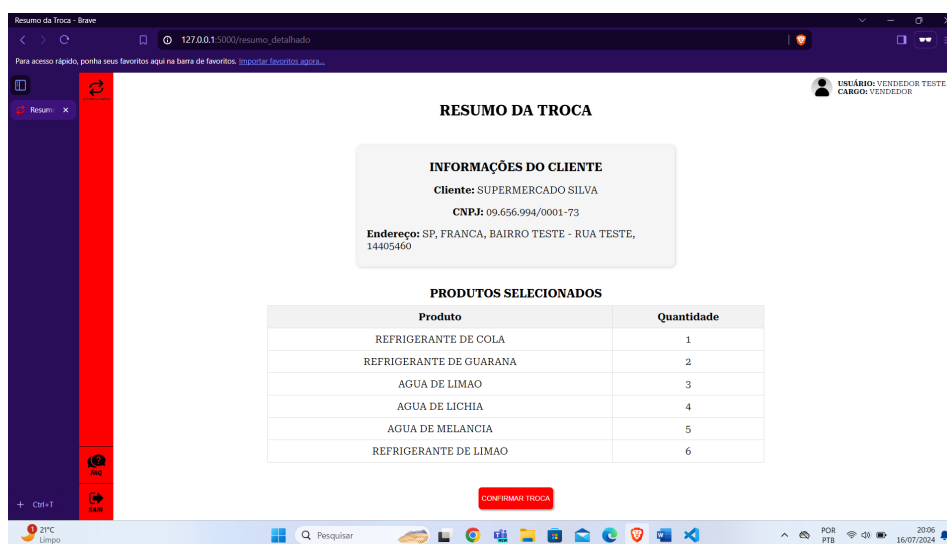 Resumo da Troca - Brave
127.0.0.1:5000/resumo_detalhado
Para acesso rápido, ponha seus favoritos aqui na barra de favoritos. Importar favoritos agora...
Resum
USUÁRIO: VENDEDOR TESTE
CARGO: VENDEDOR
RESUMO DA TROCA
INFORMAÇÕES DO CLIENTE
Cliente: SUPERMERCADO SILVA
CNPJ: 09.656.994/0001-73
Endereço: SP, FRANCA, BAIRRO TESTE - RUA TESTE,
14405460
PRODUTOS SELECIONADOS
Produto Quantidade
REFRIGERANTE DE COLA 1
REFRIGERANTE DE GUARANA 2
AGUA DE LIMAO 3
AGUA DE LICHIA 4
AGUA DE MELANCIA 5
REFRIGERANTE DE LIMAO 6
FAQ
CONFIRMAR TROCA
+ Ctrl+T
SAIR
1
21°C
Limpo
Pesquisar
POR
PTB
20:06
16/07/2024